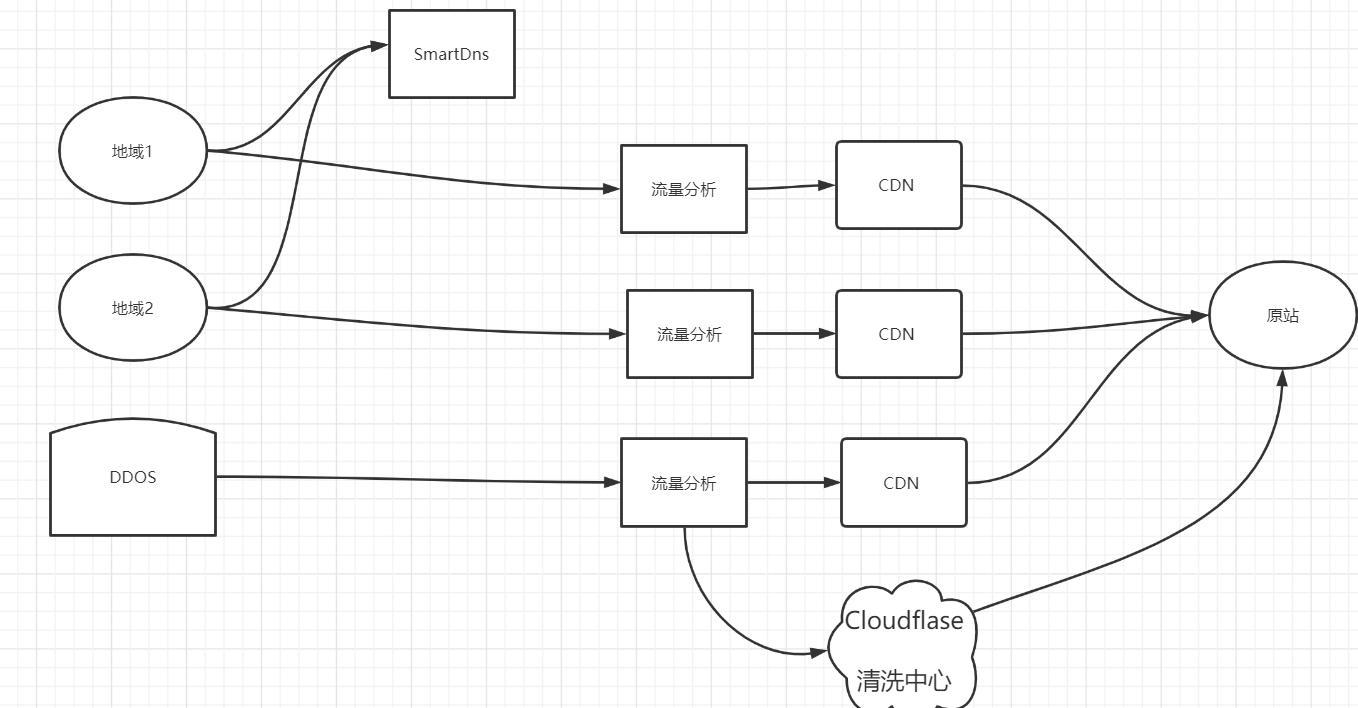 SmartDns
地域1
流量分析
CDN
地域2
流量分析
CDN
原站
DDOS
流量分析
CDN
Cloudflase
清洗中心